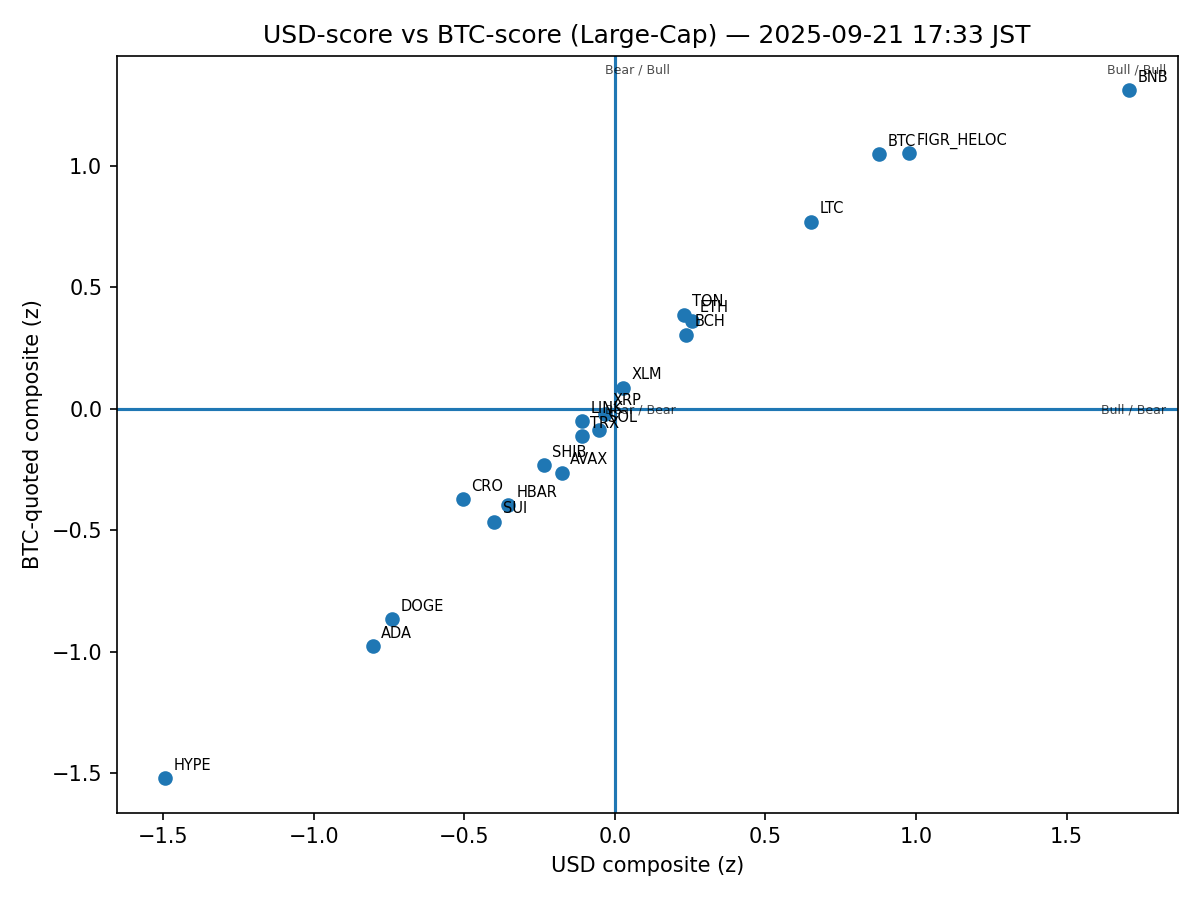 USD-score vs BTC-score (Large-Cap) — 2025-09-21 17:33 JST
Bear / Bull
Bull / Bull
BNB
BTC
FIGR_HELOC
LTC
TON
ETH
BCH
XLM
XRP
LINK
Bear / Bear
Bull / Bear
SOL
TRX
SHIB
AVAX
CRO
HBAR
SUI
DOGE
ADA
HYPE
1.0
0.5
0.0
−0.5
−1.0
−1.5
BTC-quoted composite (z)
−1.5
−1.0
−0.5
0.0
0.5
1.0
1.5
USD composite (z)